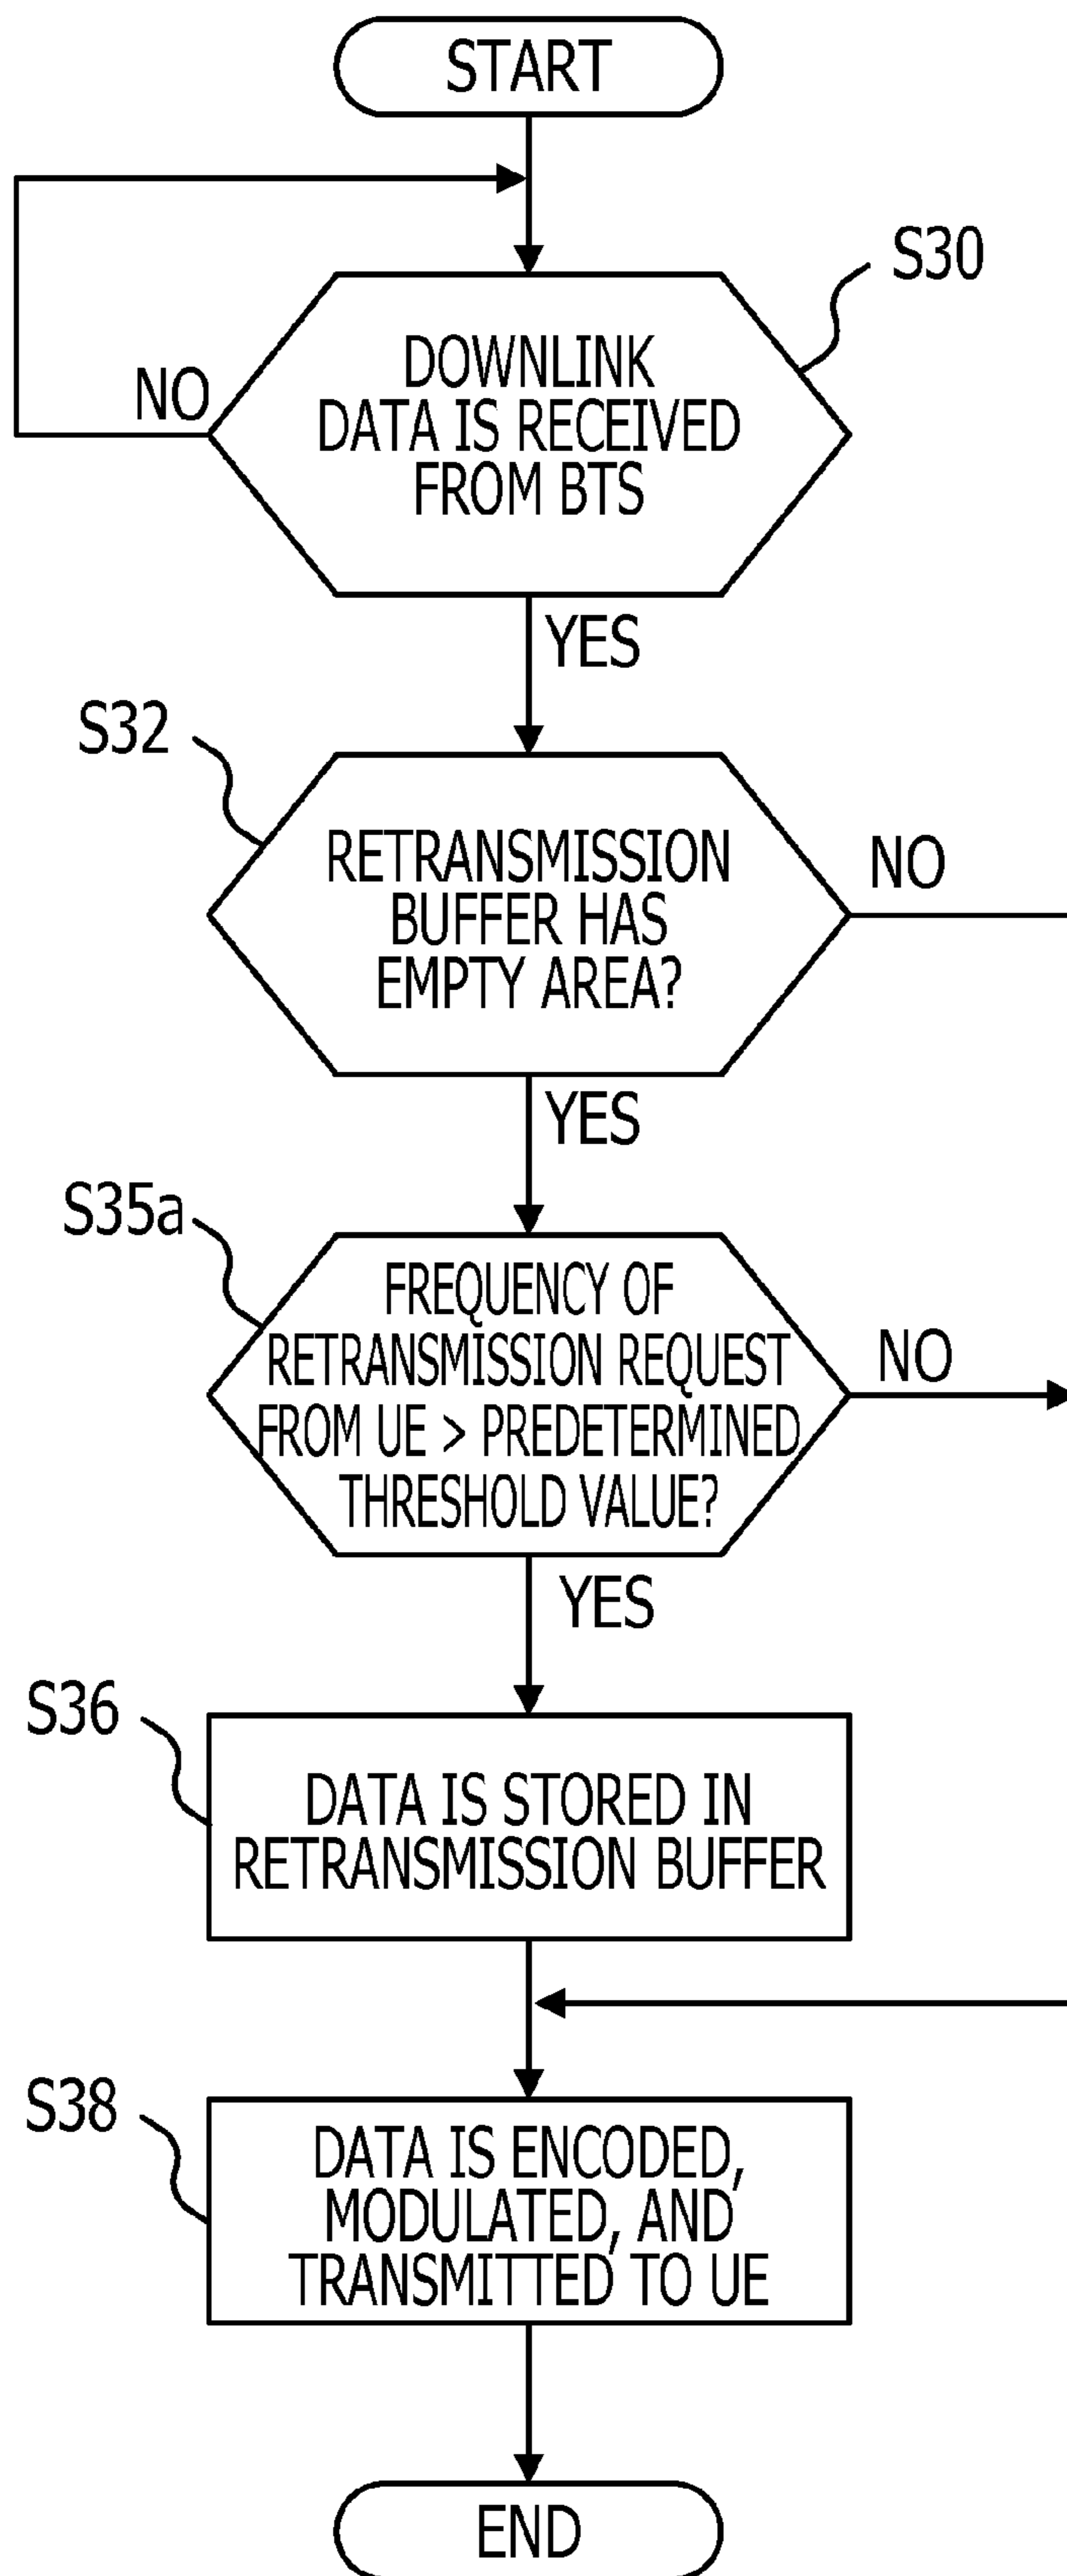 START
S30
DOWNLINK
DATA IS RECEIVED
FROM BTS
NO
YES
S32
RETRANSMISSION
BUFFER HAS
EMPTY AREA?
NO
YES
S35a
FREQUENCY OF
RETRANSMISSION REQUEST
FROM UE > PREDETERMINED
THRESHOLD VALUE?
NO
YES
S36
DATA IS STORED IN
RETRANSMISSION BUFFER
S38
DATA IS ENCODED,
MODULATED, AND
TRANSMITTED TO UE
END